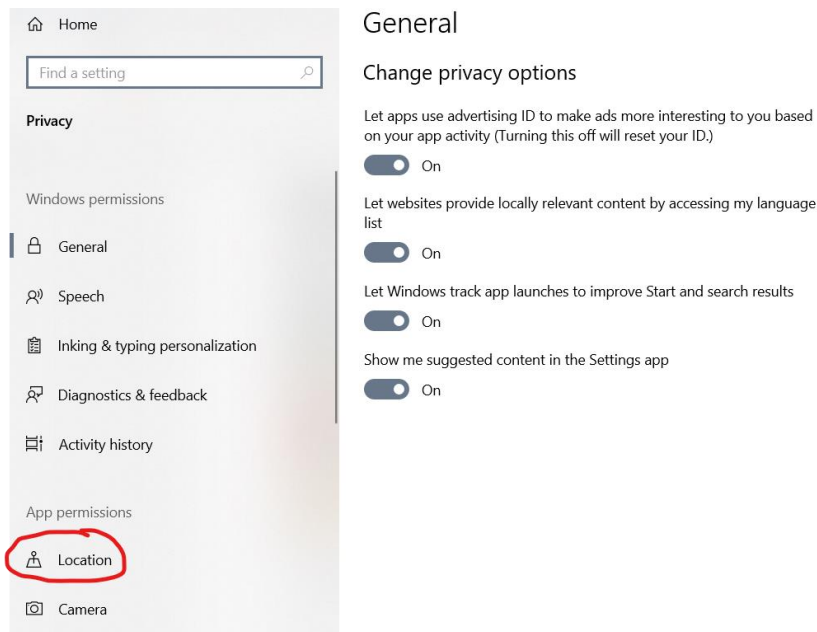 Home
Find a setting
Privacy
Windows permissions
General
Speech
Inking & typing personalization
Diagnostics & feedback
Activity history
App permissions
Location
Camera
General
Change privacy options
Let apps use advertising ID to make ads more interesting to you based
on your app activity (Turning this off will reset your ID.)
On
Let websites provide locally relevant content by accessing my language
list
On
Let Windows track app launches to improve Start and search results
On
Show me suggested content in the Settings app
On